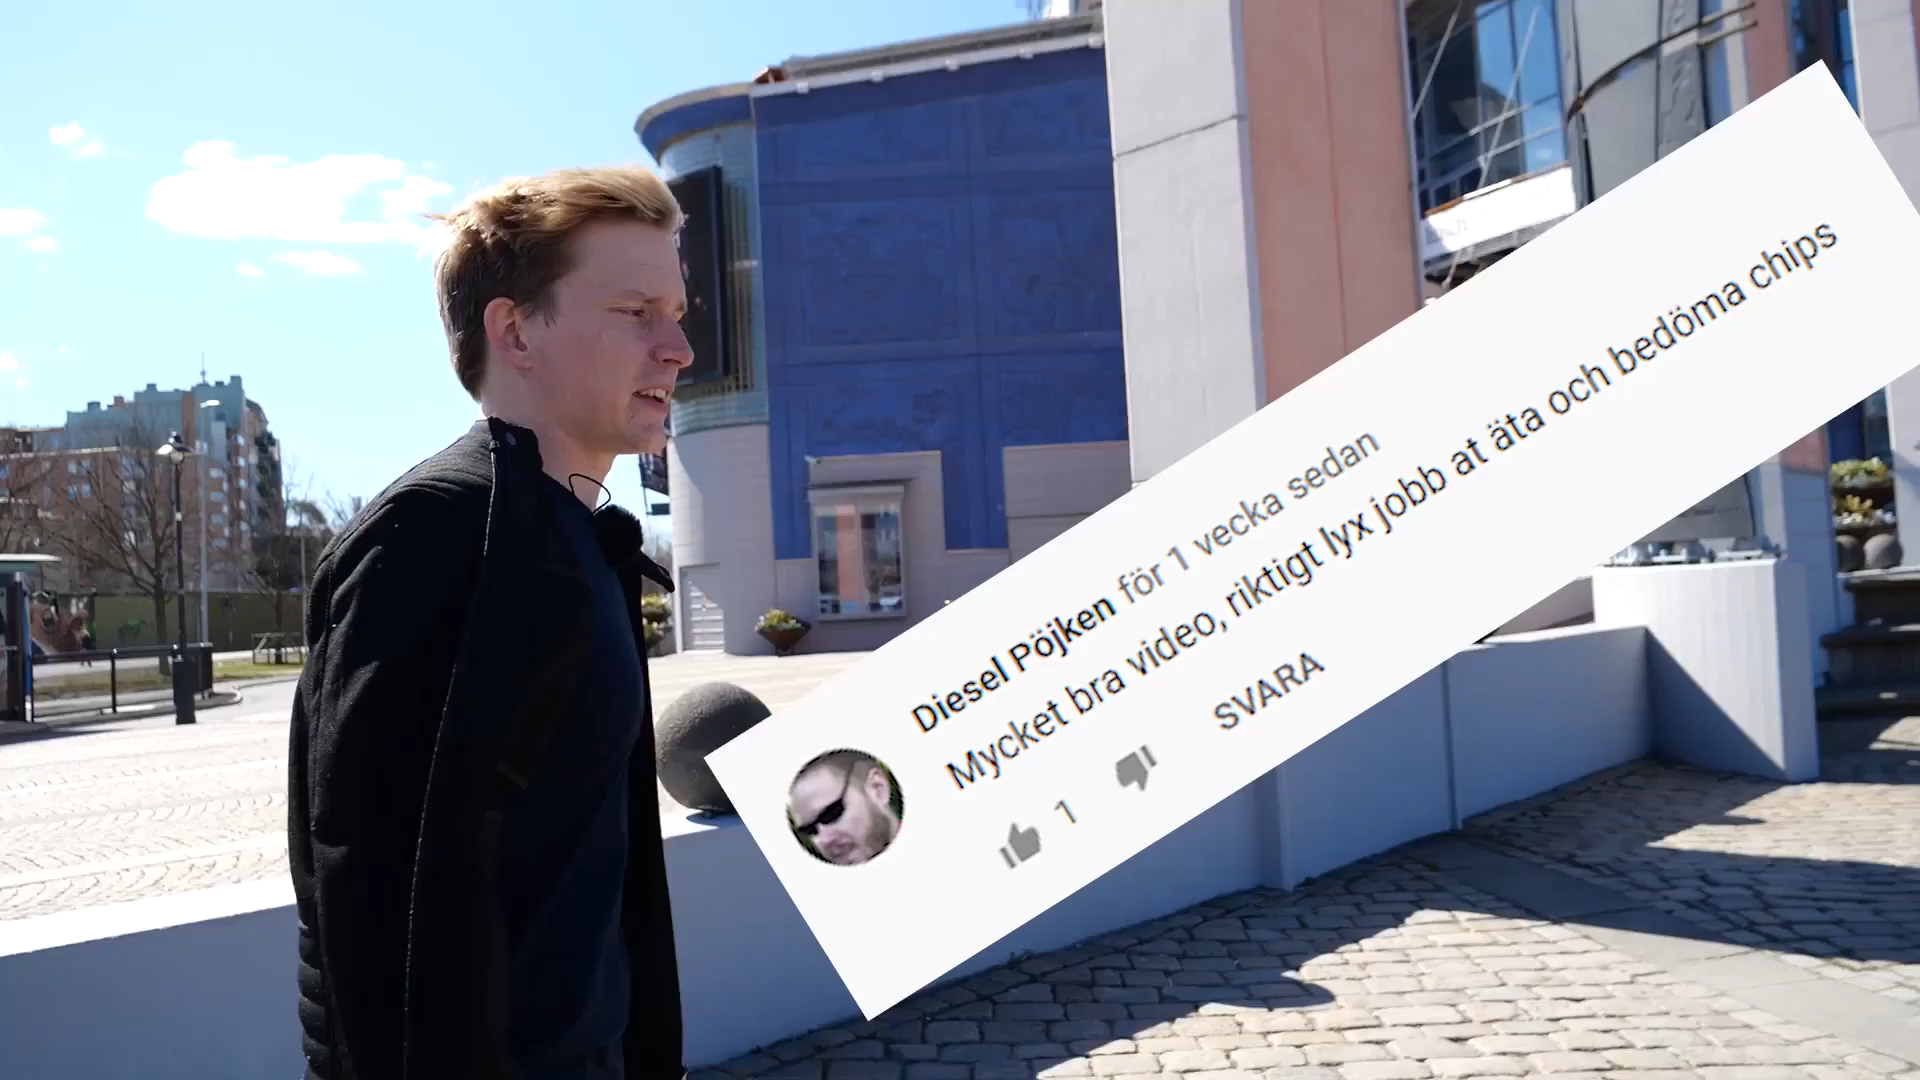 Diesel Pöjken för 1 vecka sedan
Mycket bra video, riktigt lyx jobb at äta och bedöma chips
1 SVARA